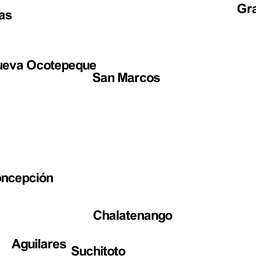 as
Gra
ueva Ocotepeque
San Marcos
oncepción
Chalatenango
Aguilares
Suchitoto